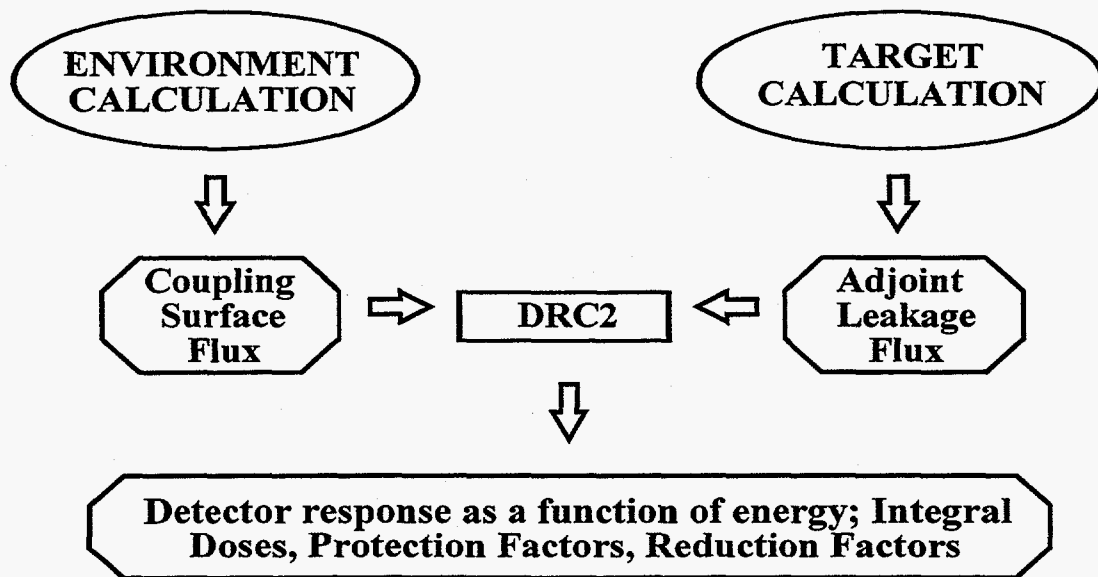 ENVIRONMENT
CALCULATION
TARGET
CALCULATION
Coupling
Surface
Flux
DRC2
Adjoint
Leakage
Flux
Detector response as a function of energy; Integral
Doses, Protection Factors, Reduction Factors